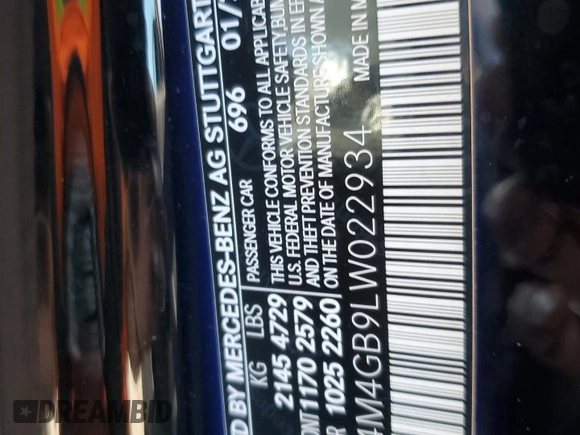 D BY MERCEDES-BENZ AG STUTTGART
696 01/
KG LBS PASSENGER CAR
2145 4729 THIS VEHICLE CONFORMS TO ALL APPLICAB
ONT 1170 2579 U.S. FEDERAL MOTOR VEHICLE SAFETY, BUM
R 1025 2260 AND THEFT PREVENTION STANDARDS IN EF
ON THE DATE OF MANUFACTURE SHOWN A
4M4GB9LW022934 MADE IN M
DREAMBID